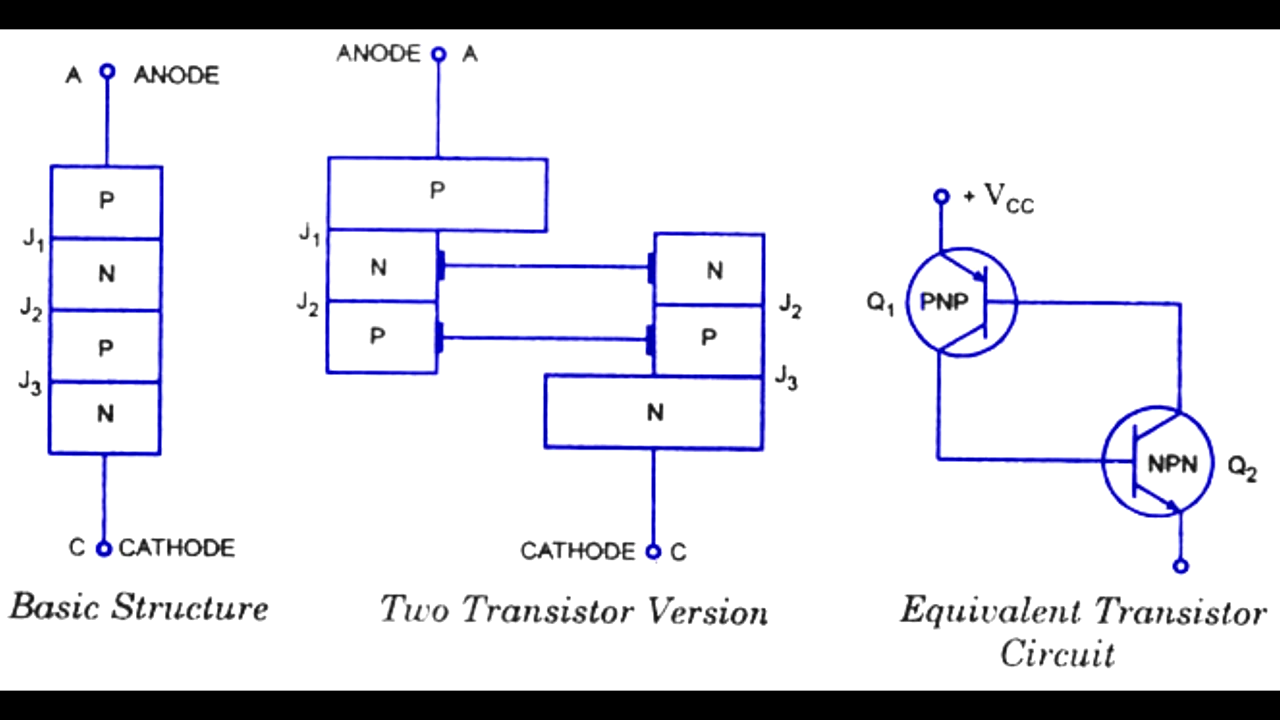 A ANODE
P
J1
N
J2
P
J3
N
C CATHODE
Basic Structure
ANODE A
P
J1
N
N
J2
J2
P
P
J3
N
CATHODE C
Two Transistor Version
+ VCC
Q1 PNP
NPN Q2
Equivalent Transistor
Circuit